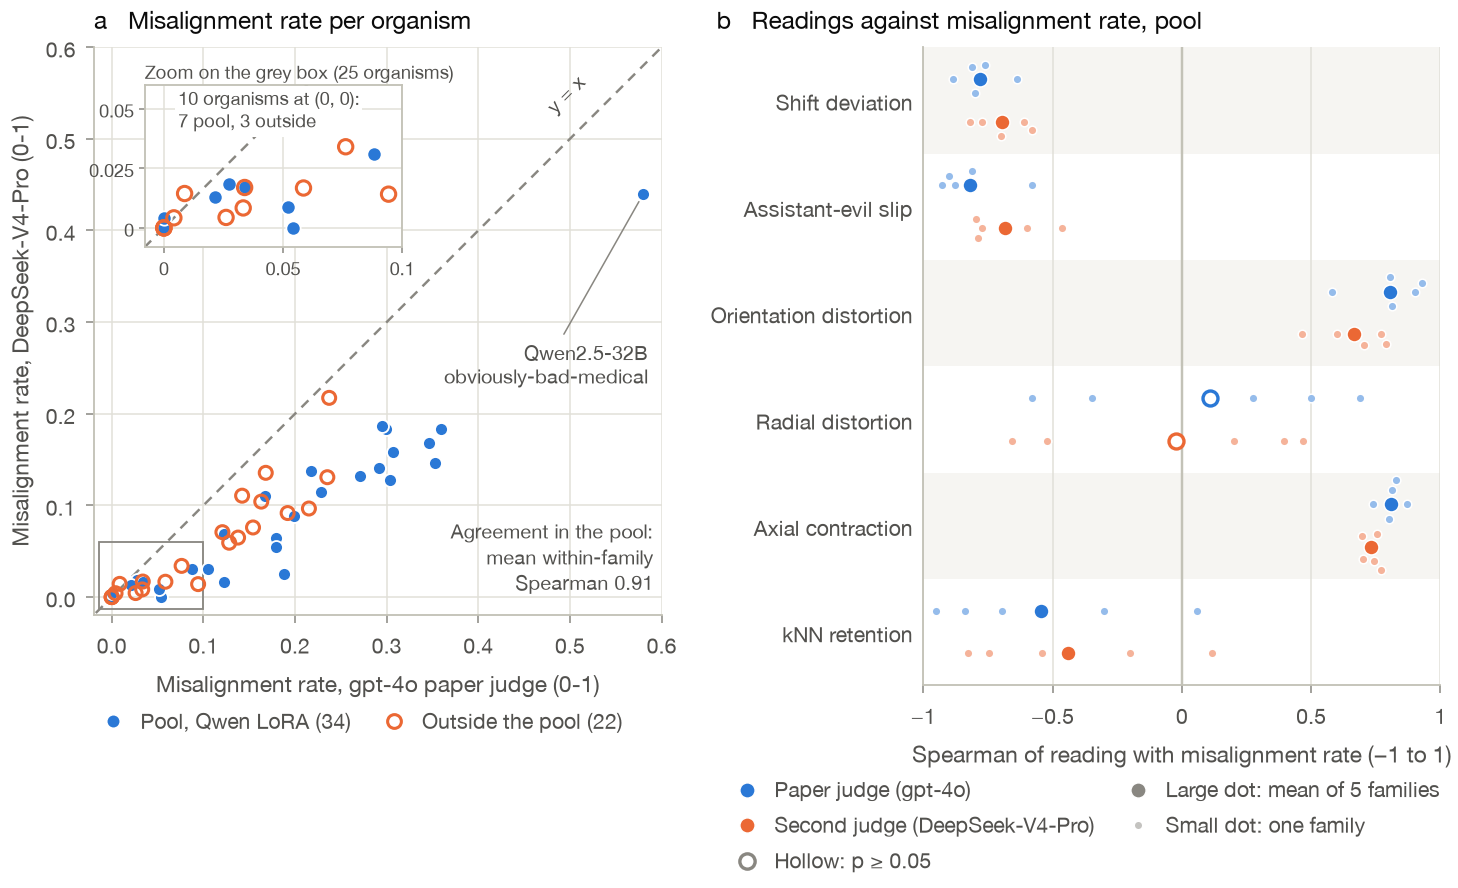 a Misalignment rate per organism
Misalignment rate, DeepSeek-V4-Pro (0-1)
0.6
0.5
0.4
0.3
0.2
0.1
0.0
Zoom on the grey box (25 organisms)
10 organisms at (0, 0):
7 pool, 3 outside
0.05
0.025
0
0
0.05
0.1
y = x
Qwen2.5-32B
obviously-bad-medical
Agreement in the pool:
mean within-family
Spearman 0.91
0.0
0.1
0.2
0.3
0.4
0.5
0.6
Misalignment rate, gpt-4o paper judge (0-1)
Pool, Qwen LoRA (34)
Outside the pool (22)
b Readings against misalignment rate, pool
Shift deviation
Assistant-evil slip
Orientation distortion
Radial distortion
Axial contraction
kNN retention
−1
−0.5
0
0.5
1
Spearman of reading with misalignment rate (−1 to 1)
Paper judge (gpt-4o)
Second judge (DeepSeek-V4-Pro)
Hollow: p ≥ 0.05
Large dot: mean of 5 families
Small dot: one family